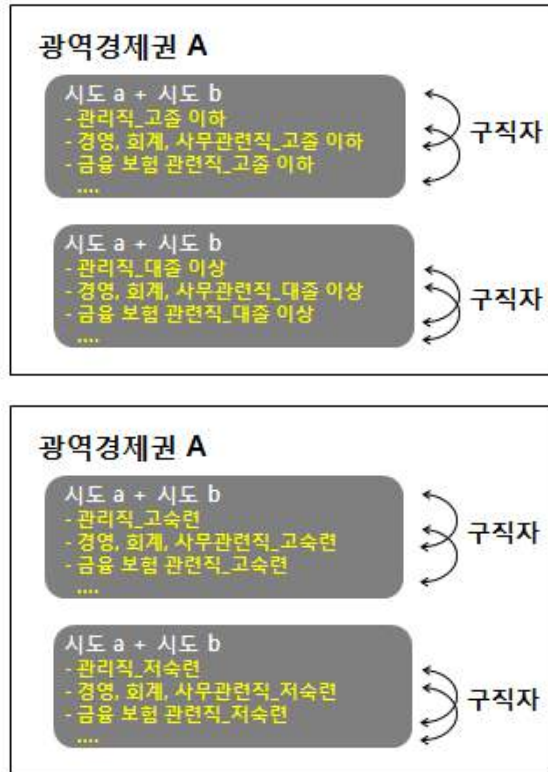 광역경제권 A
시도 a + 시도 b
- 관리직_고졸 이하
- 경영, 회계, 사무관련직_고졸 이하
- 금융 보험 관련직_고졸 이하
....
구직자
시도 a + 시도 b
- 관리직_대졸 이상
- 경영, 회계, 사무관련직_대졸 이상
- 금융 보험 관련직_대졸 이상
....
구직자
광역경제권 A
시도 a + 시도 b
- 관리직_고숙련
- 경영, 회계, 사무관련직_고숙련
- 금융 보험 관련직_고숙련
....
구직자
시도 a + 시도 b
- 관리직_저숙련
- 경영, 회계, 사무관련직_저숙련
- 금융 보험 관련직_저숙련
....
구직자